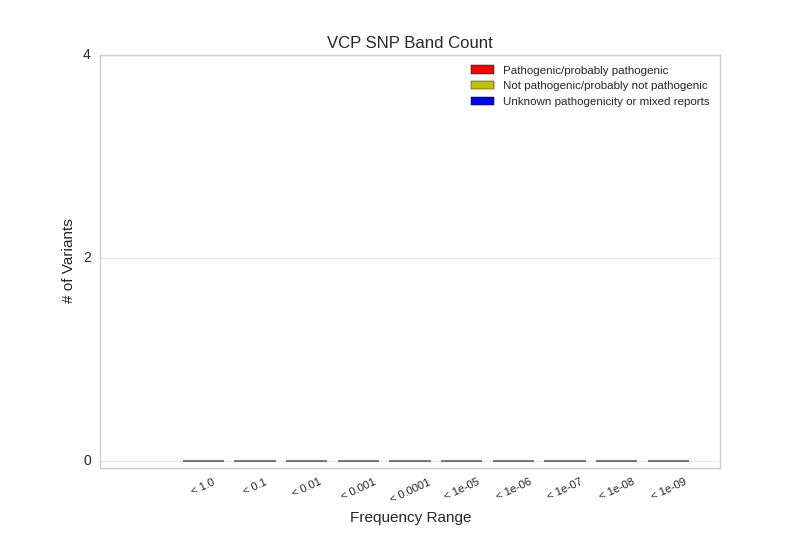 VCP SNP Band Count
4
Pathogenic/probably pathogenic
Not pathogenic/probably not pathogenic
Unknown pathogenicity or mixed reports
# of Variants
2
0
< 1.0
< 0.1
< 0.01
< 0.001
< 0.0001
< 1e-05
< 1e-06
< 1e-07
< 1e-08
< 1e-09
Frequency Range